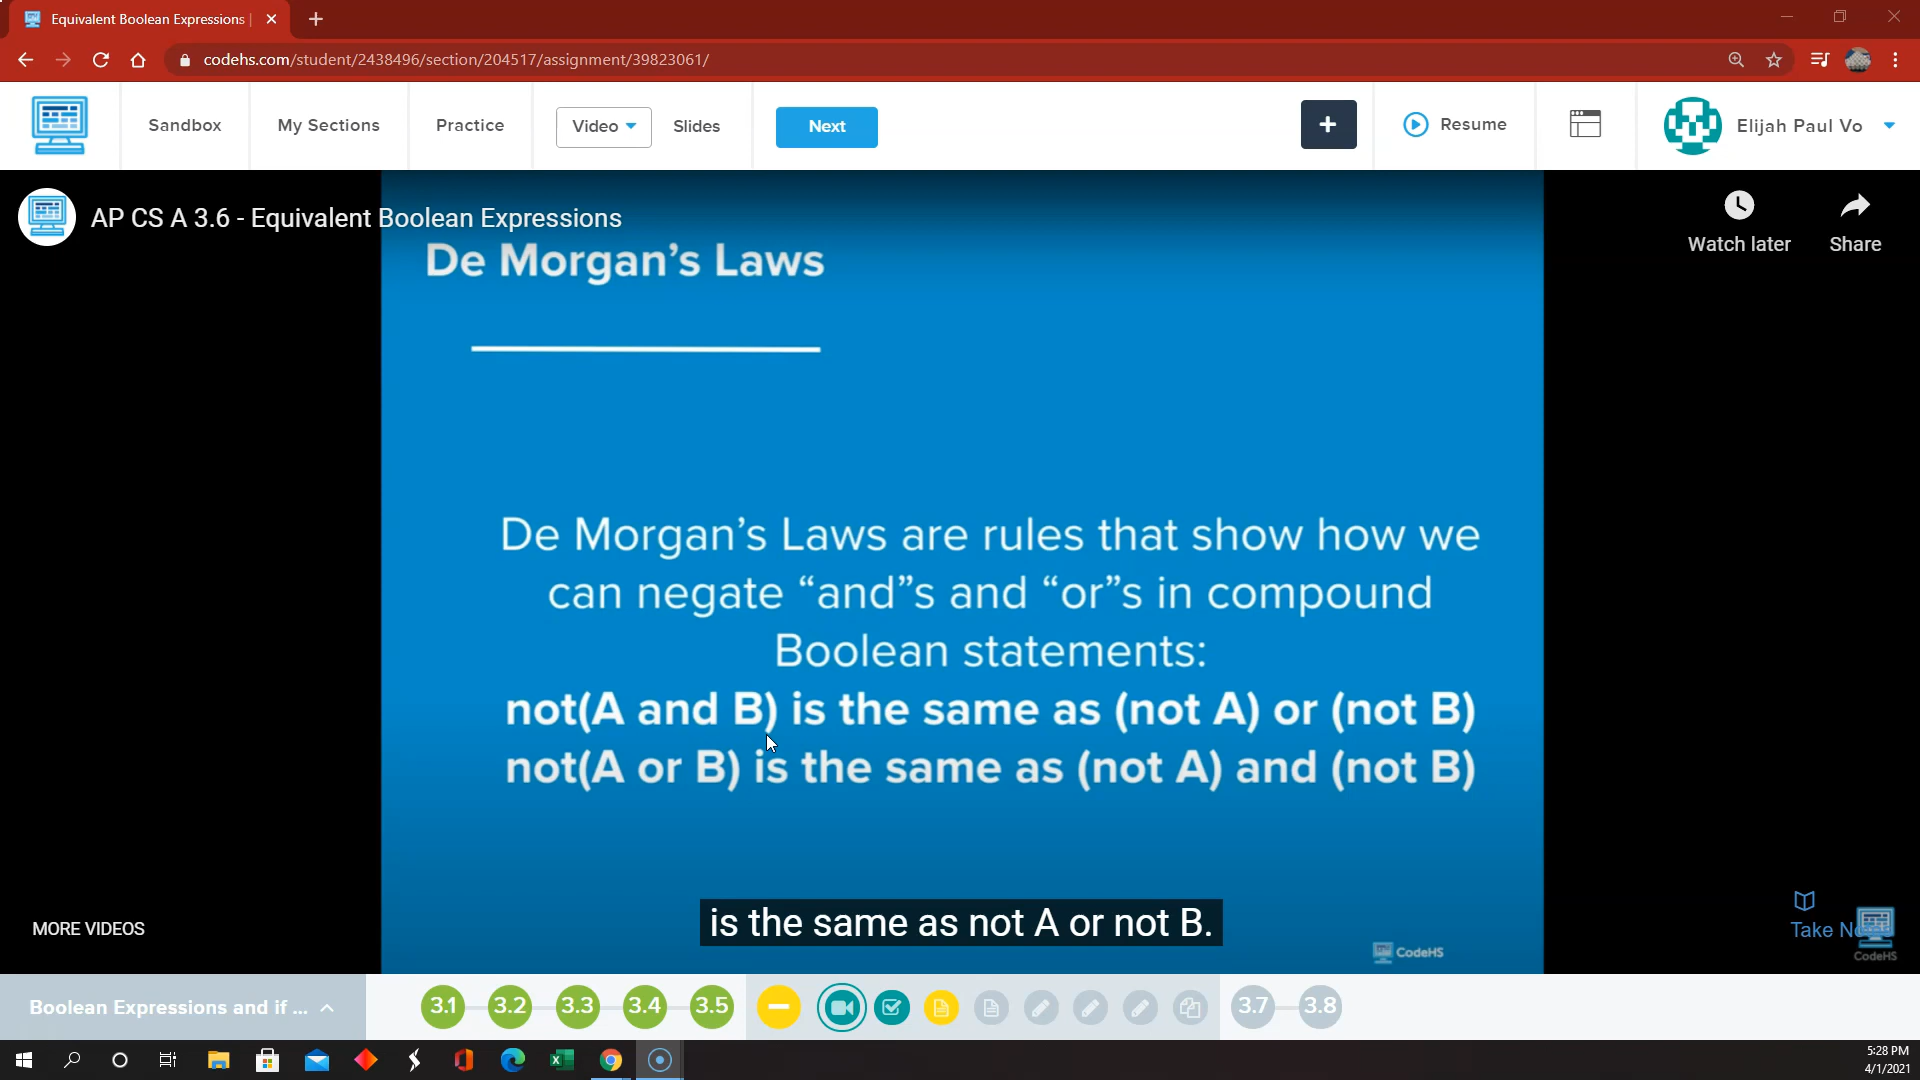 Equivalent Boolean Expressions |
codehs.com/student/2438496/section/204517/assignment/39823061/
Sandbox
My Sections
Practice
Video
Slides
Next
+
Resume
Elijah Paul Vo
AP CS A 3.6 - Equivalent Boolean Expressions
Watch later
Share
De Morgan’s Laws
De Morgan’s Laws are rules that show how we
can negate “and”s and “or”s in compound
Boolean statements:
not(A and B) is the same as (not A) or (not B)
not(A or B) is the same as (not A) and (not B)
is the same as not A or not B.
MORE VIDEOS
CodeHS
Take
CodeHS
Boolean Expressions and if ...
3.1
3.2
3.3
3.4
3.5
3.7
3.8
5:28 PM
4/1/2021